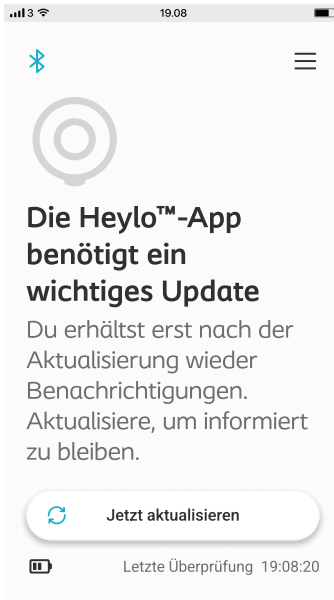 3 19.08
Die Heylo™-App
benötigt ein
wichtiges Update
Du erhältst erst nach der
Aktualisierung wieder
Benachrichtigungen.
Aktualisiere, um informiert
zu bleiben.
Jetzt aktualisieren
Letzte Überprüfung 19:08:20